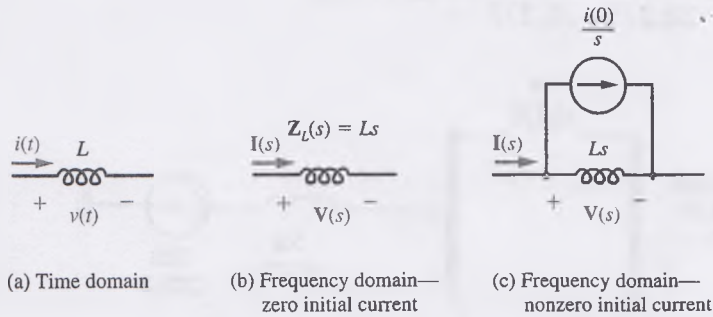 i(t)
L
+ v(t) −
(a) Time domain
Z_L(s) = Ls
I(s)
+ V(s) −
(b) Frequency domain—
zero initial current
i(0)
s
I(s)
Ls
+ V(s) −
(c) Frequency domain—
nonzero initial current